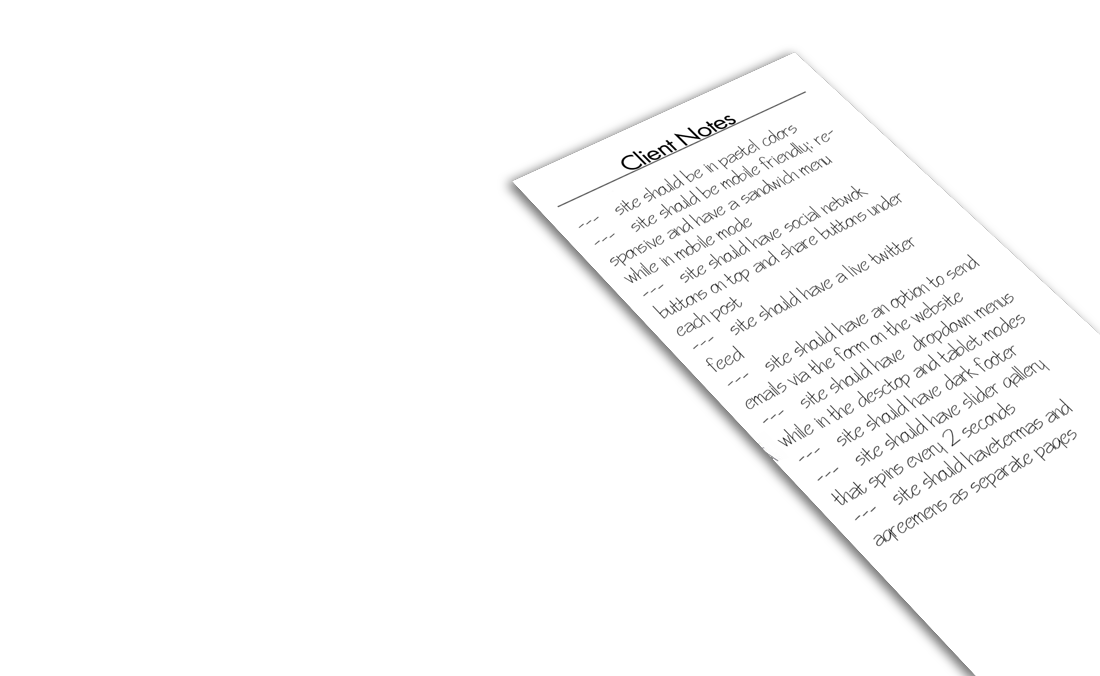 Client Notes
--- site should be in pastel colors
--- site should be mobile friendly; re-
sponsive and have a sandwich menu
while in mobile mode
--- site should have social netwok
buttons on top and share buttons under
each post
--- site should have a live twitter
feed
--- site should have an option to send
emails via the form on the website
--- site should have dropdown menus
while in the desctop and tablet modes
--- site should have dark footer
--- site should have slider gallery
that spins every 2 seconds
--- site should havetermas and
agreemens as separate pages